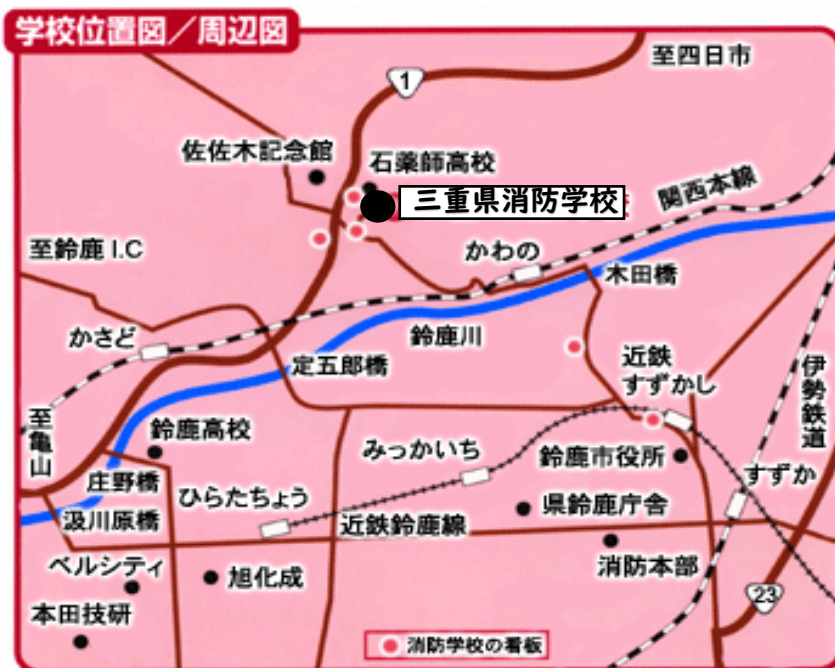 学校位置図／周辺図
至四日市
1
佐佐木記念館
石薬師高校
三重県消防学校
関西本線
至鈴鹿I.C
かわの
木田橋
かさど
鈴鹿川
定五郎橋
近鉄
すずかし
伊勢鉄道
至亀山
鈴鹿高校
みっかいち
鈴鹿市役所
すずか
庄野橋
ひらたちょう
県鈴鹿庁舎
汲川原橋
近鉄鈴鹿線
ベルシティ
旭化成
消防本部
23
本田技研
消防学校の看板